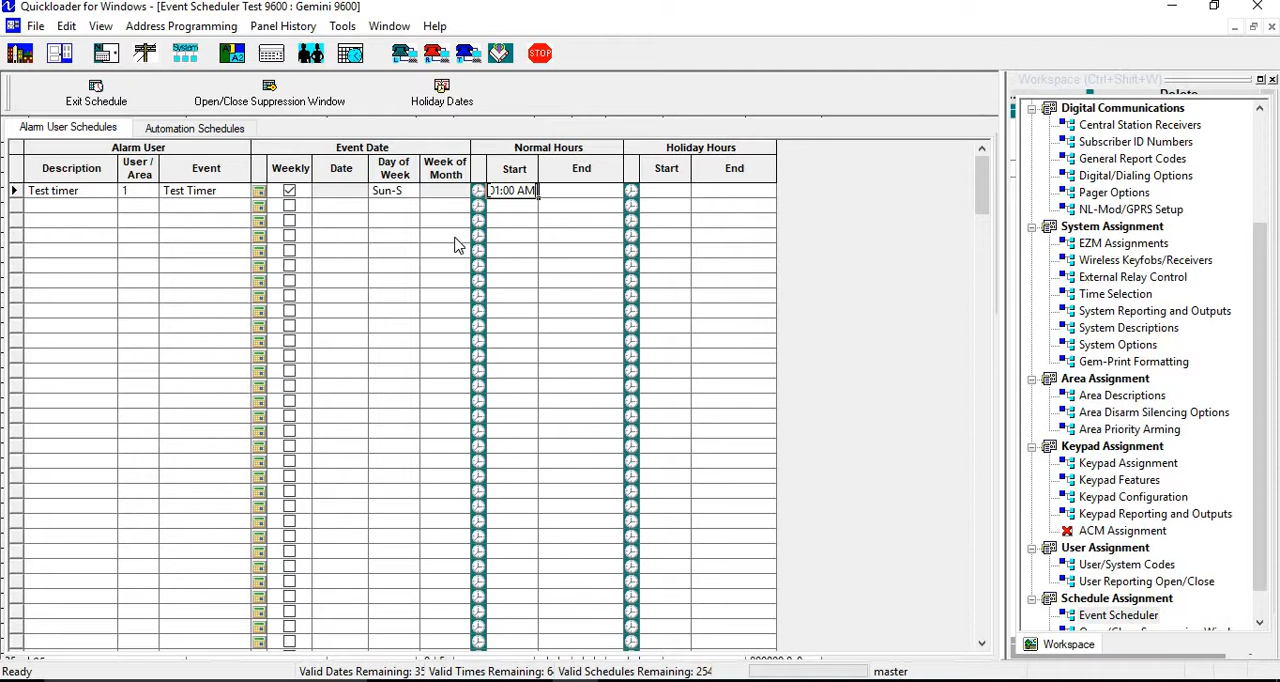 Quickloader for Windows - [Event Scheduler Test 9600 : Gemini 9600]
File Edit View Address Programming Panel History Tools Window Help
System
STOP
Exit Schedule Open/Close Suppression Window Holiday Dates
Alarm User Schedules Automation Schedules
Alarm User Event Date Normal Hours Holiday Hours
Description User / Area Event Weekly Date Day of Week Week of Month Start End Start End
Test timer 1 Test Timer Sun-S 01:00 AM
Ready Valid Dates Remaining: 35 Valid Times Remaining: 6 Valid Schedules Remaining: 254 master
Workspace (Ctrl+Shift+W)
Digital Communications
Central Station Receivers
Subscriber ID Numbers
General Report Codes
Digital/Dialing Options
Pager Options
NL-Mod/GPRS Setup
System Assignment
EZM Assignments
Wireless Keyfobs/Receivers
External Relay Control
Time Selection
System Reporting and Outputs
System Descriptions
System Options
Gem-Print Formatting
Area Assignment
Area Descriptions
Area Disarm Silencing Options
Area Priority Arming
Keypad Assignment
Keypad Assignment
Keypad Features
Keypad Configuration
Keypad Reporting and Outputs
ACM Assignment
User Assignment
User/System Codes
User Reporting Open/Close
Schedule Assignment
Event Scheduler
Workspace